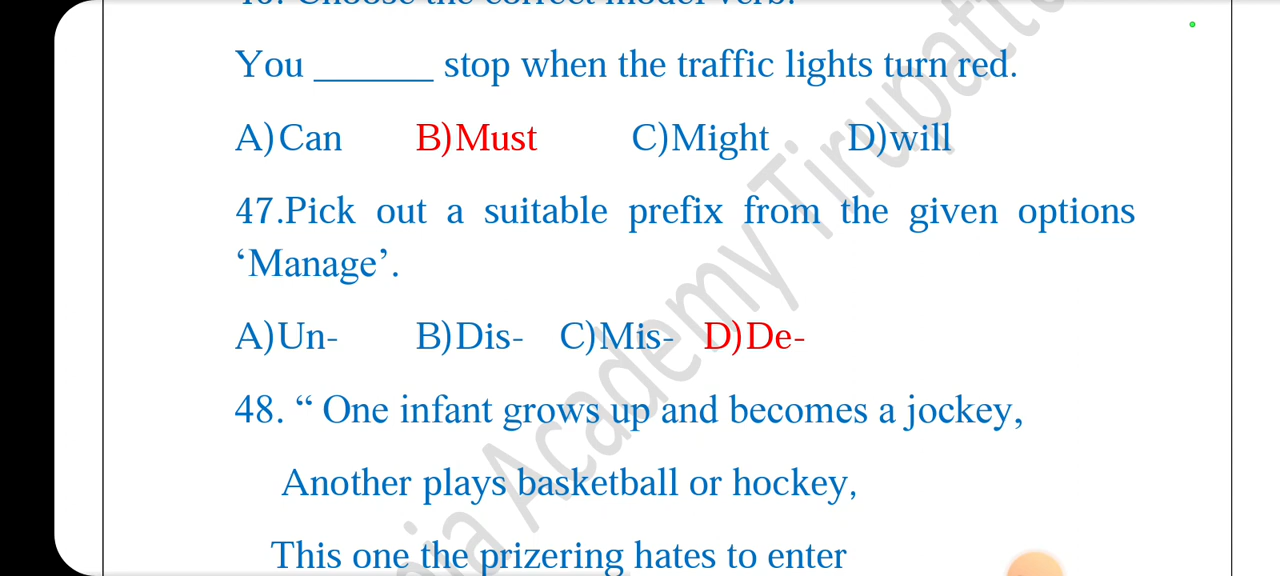 You ______ stop when the traffic lights turn red.
A)Can B)Must C)Might D)will
47.Pick out a suitable prefix from the given options
‘Manage’.
A)Un- B)Dis- C)Mis- D)De-
48. “ One infant grows up and becomes a jockey,
Another plays basketball or hockey,
This one the prizering hates to enter
Academy